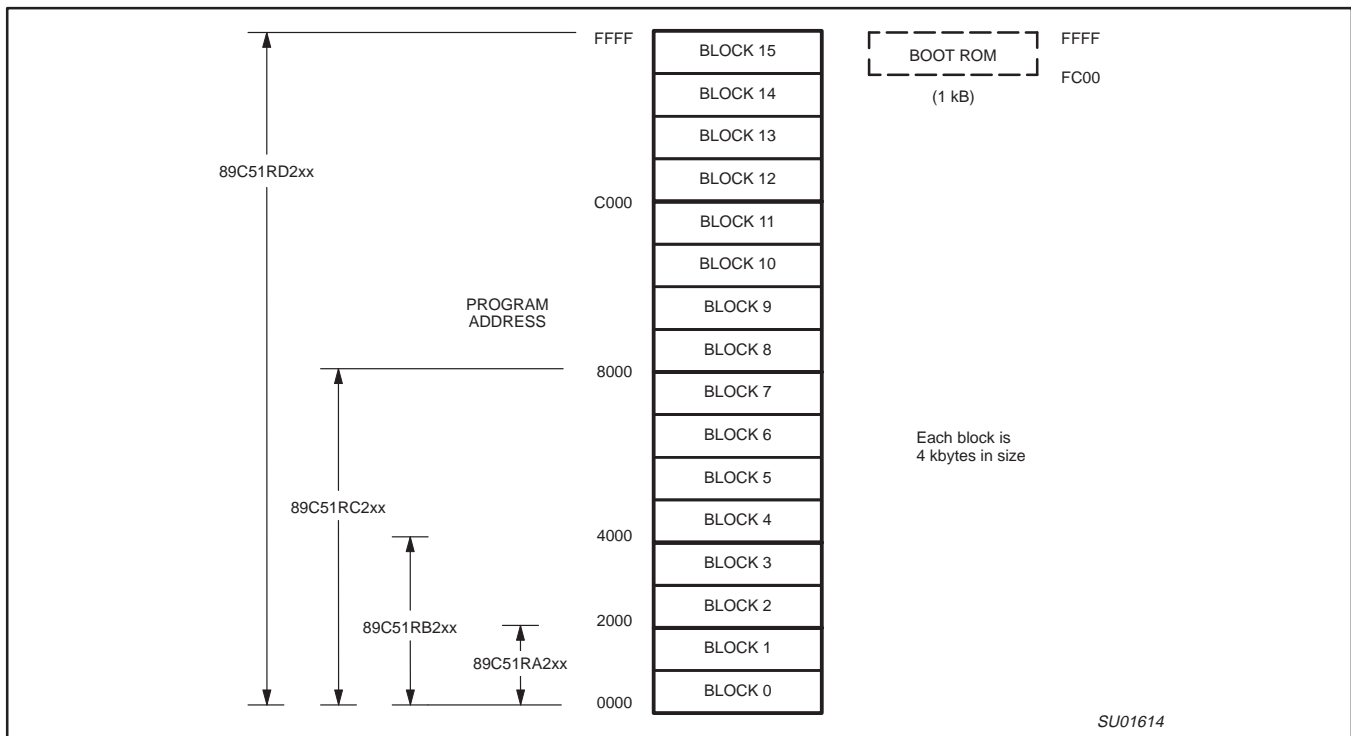 FFFF
BLOCK 15
BOOT ROM
FFFF
FC00
(1 kB)
BLOCK 14
BLOCK 13
89C51RD2xx
BLOCK 12
C000
BLOCK 11
BLOCK 10
PROGRAM
ADDRESS
BLOCK 9
BLOCK 8
8000
BLOCK 7
BLOCK 6
Each block is
4 kbytes in size
BLOCK 5
89C51RC2xx
BLOCK 4
4000
BLOCK 3
BLOCK 2
2000
89C51RB2xx
BLOCK 1
89C51RA2xx
BLOCK 0
0000
SU01614